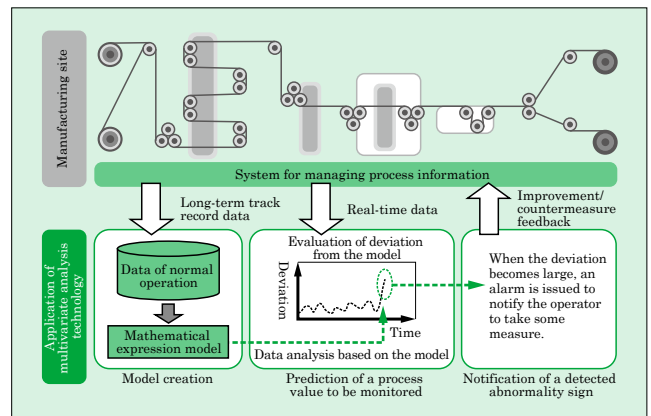 Manufacturing site
System for managing process information
Long-term track
record data
Real-time data
Improvement/
countermeasure
feedback
Application of
multivariate analysis
technology
Data of normal
operation
Mathematical
expression model
Model creation
Evaluation of deviation
from the model
Deviation
Time
Data analysis based on the model
Prediction of a process
value to be monitored
When the deviation
becomes large, an
alarm is issued to
notify the operator
to take some
measure.
Notification of a detected
abnormality sign